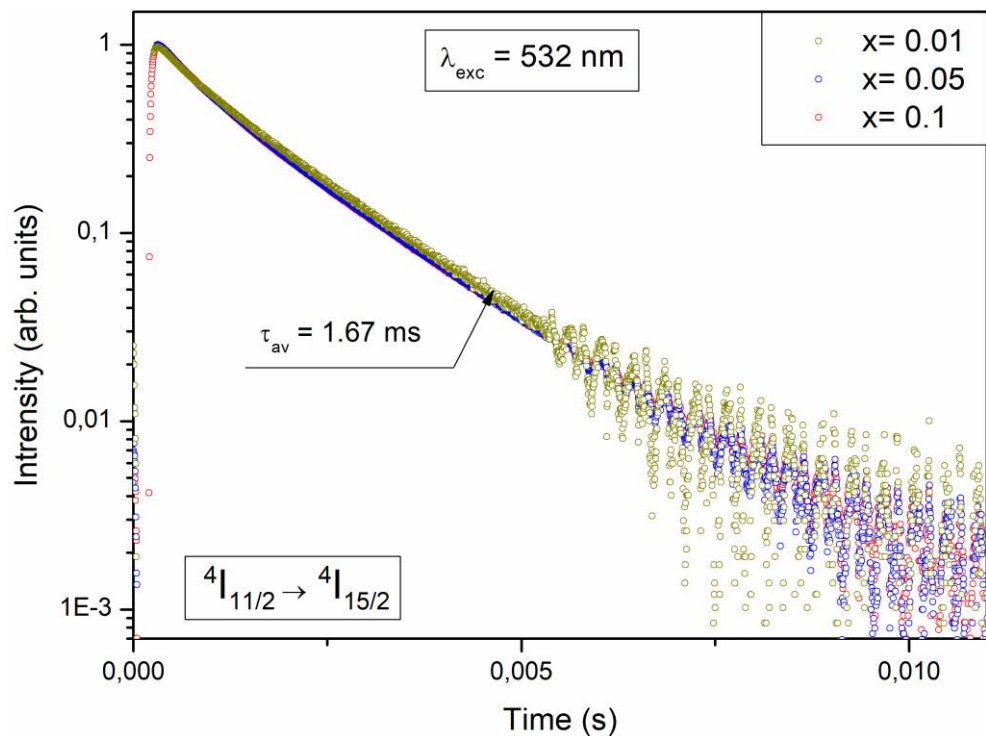 Intrensity (arb. units)
1
0,1
0,01
1E-3
0,000
0,005
0,010
Time (s)
λexc = 532 nm
x= 0.01
x= 0.05
x= 0.1
τav = 1.67 ms
4I11/2 → 4I15/2